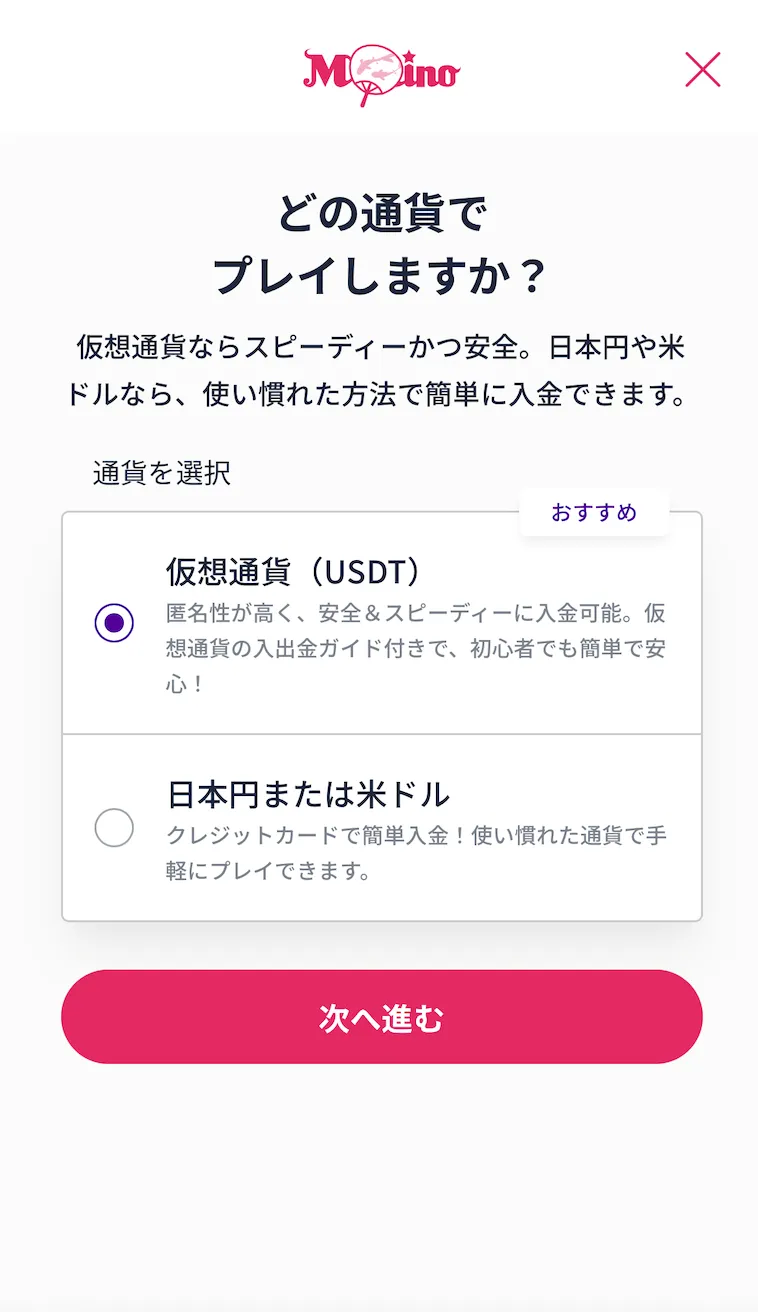 Mino
どの通貨で
プレイしますか？
仮想通貨ならスピーディーかつ安全。日本円や米
ドルなら、使い慣れた方法で簡単に入金できます。
通貨を選択
おすすめ
仮想通貨（USDT）
匿名性が高く、安全＆スピーディーに入金可能。仮
想通貨の入出金ガイド付きで、初心者でも簡単で安
心！
日本円または米ドル
クレジットカードで簡単入金！使い慣れた通貨で手
軽にプレイできます。
次へ進む